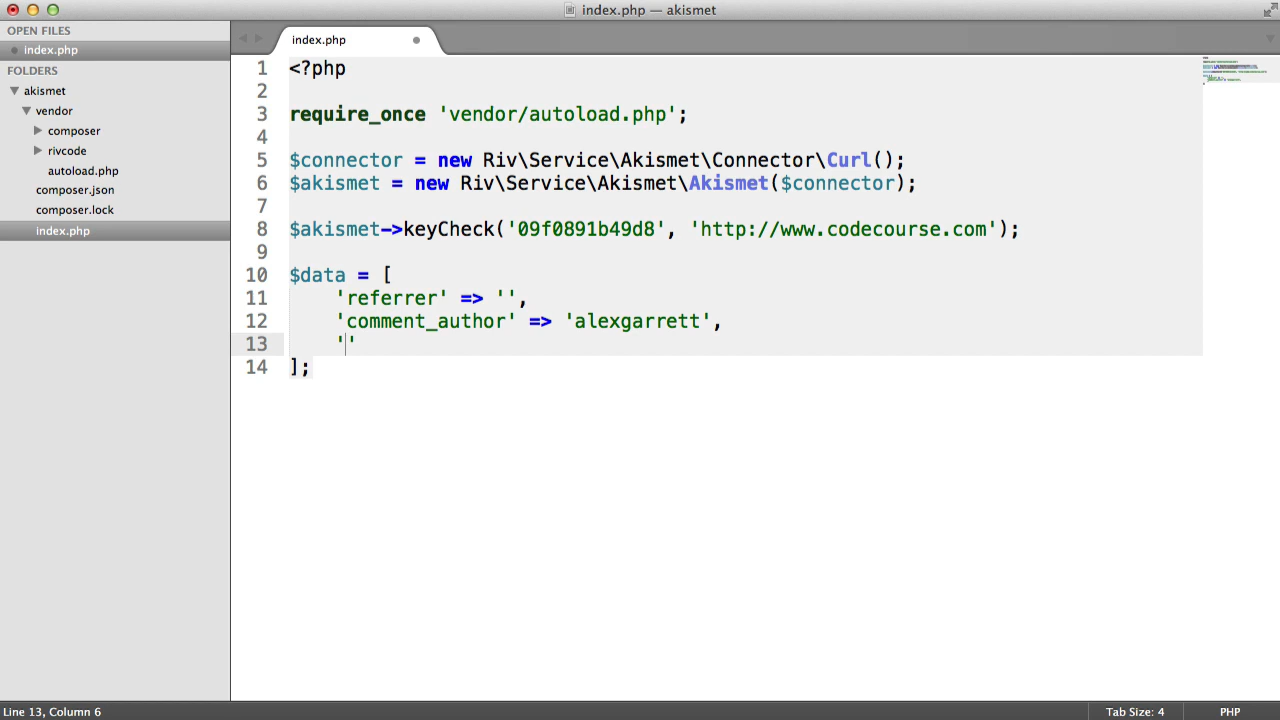 index.php — akismet
OPEN FILES
index.php
FOLDERS
akismet
vendor
composer
rivcode
autoload.php
composer.json
composer.lock
index.php
index.php
1 <?php
2
3 require_once 'vendor/autoload.php';
4
5 $connector = new Riv\Service\Akismet\Connector\Curl();
6 $akismet = new Riv\Service\Akismet\Akismet($connector);
7
8 $akismet->keyCheck('09f0891b49d8', 'http://www.codecourse.com');
9
10 $data = [
11 'referrer' => '',
12 'comment_author' => 'alexgarrett',
13 ''
14 ];
Line 13, Column 6
Tab Size: 4
PHP